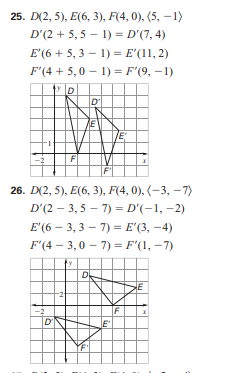 25. D(2, 5), E(6, 3), F(4, 0), ⟨5, −1⟩
D'(2 + 5, 5 − 1) = D'(7, 4)
E'(6 + 5, 3 − 1) = E'(11, 2)
F'(4 + 5, 0 − 1) = F'(9, −1)
y
D
D'
E
E'
1
−2
F
x
F'
26. D(2, 5), E(6, 3), F(4, 0), ⟨−3, −7⟩
D'(2 − 3, 5 − 7) = D'(−1, −2)
E'(6 − 3, 3 − 7) = E'(3, −4)
F'(4 − 3, 0 − 7) = F'(1, −7)
y
D
E
2
−2
F
x
D'
E'
F'